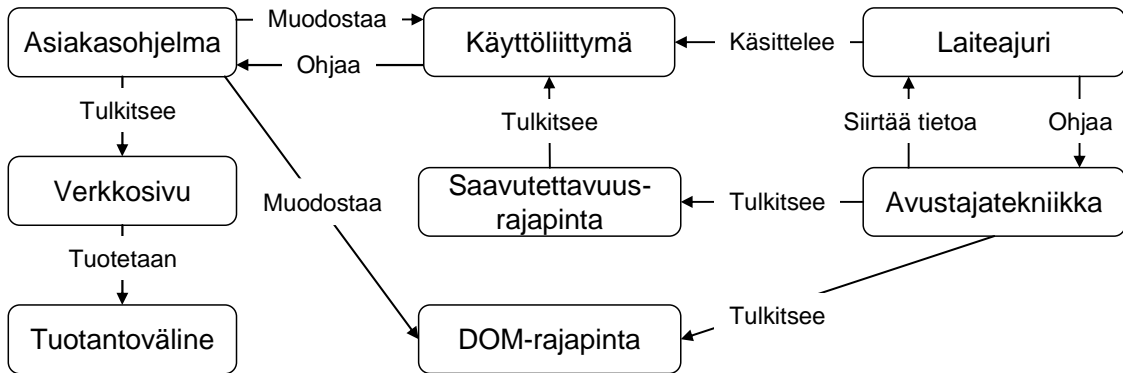 Asiakasohjelma
Muodostaa
Käyttöliittymä
Käsittelee
Laiteajuri
Ohjaa
Tulkitsee
Tulkitsee
Siirtää tietoa
Ohjaa
Verkkosivu
Muodostaa
Saavutettavuus-
rajapinta
Tulkitsee
Avustajatekniikka
Tuotetaan
Tulkitsee
Tuotantoväline
DOM-rajapinta